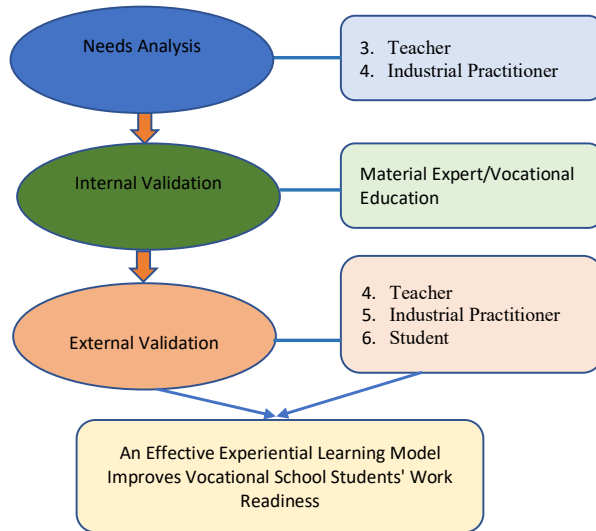 Needs Analysis
3. Teacher
4. Industrial Practitioner
Internal Validation
Material Expert/Vocational
Education
External Validation
4. Teacher
5. Industrial Practitioner
6. Student
An Effective Experiential Learning Model
Improves Vocational School Students' Work
Readiness